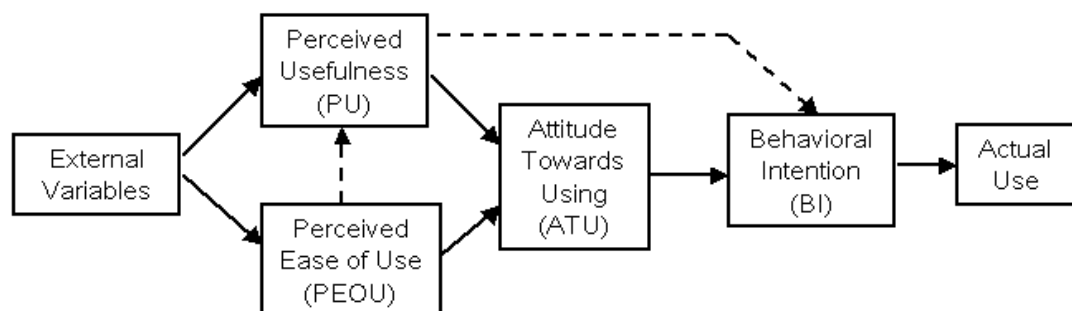 External
Variables
Perceived
Usefulness
(PU)
Perceived
Ease of Use
(PEOU)
Attitude
Towards
Using
(ATU)
Behavioral
Intention
(BI)
Actual
Use